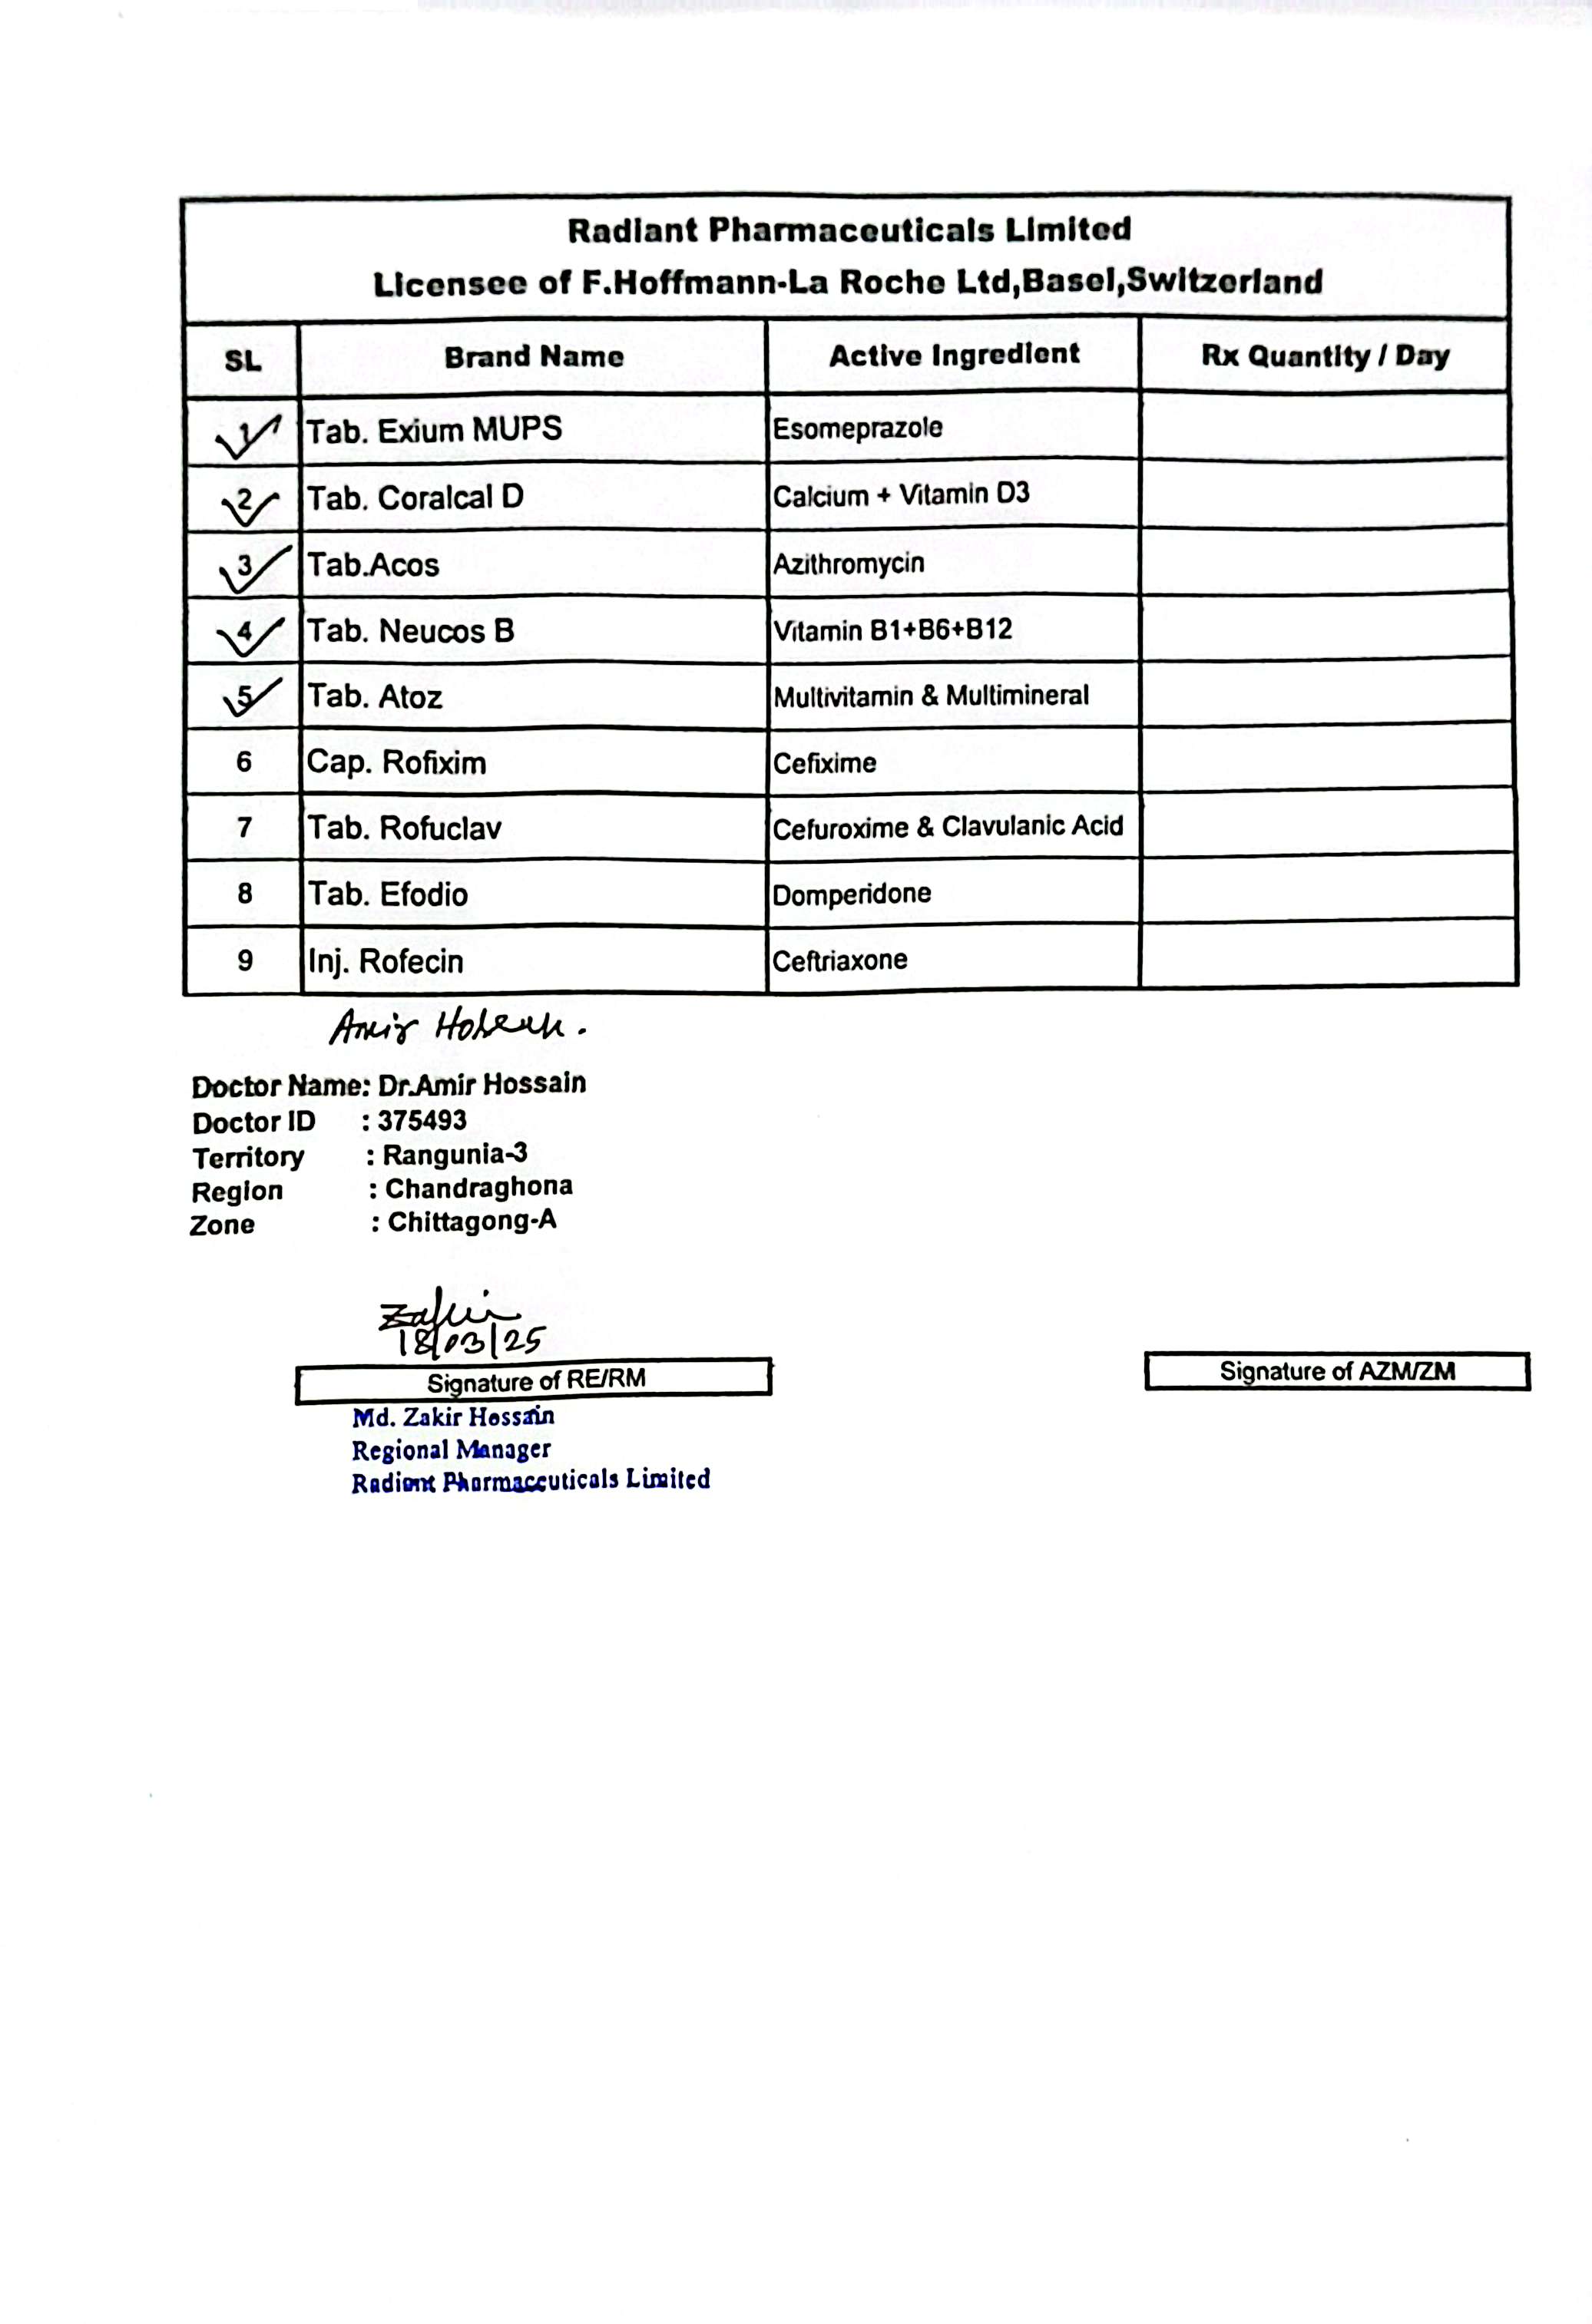 Radiant Pharmaceuticals Limited
Licensee of F.Hoffmann-La Roche Ltd,Basel,Switzerland
SL Brand Name Active Ingredient Rx Quantity / Day
1 Tab. Exium MUPS Esomeprazole
2 Tab. Coralcal D Calcium + Vitamin D3
3 Tab.Acos Azithromycin
4 Tab. Neucos B Vitamin B1+B6+B12
5 Tab. Atoz Multivitamin & Multimineral
6 Cap. Rofixim Cefixime
7 Tab. Rofuclav Cefuroxime & Clavulanic Acid
8 Tab. Efodio Domperidone
9 Inj. Rofecin Ceftriaxone
Amir
Doctor Name: Dr.Amir Hossain
Doctor ID : 375493
Territory : Rangunia-3
Region : Chandraghona
Zone : Chittagong-A
18/03/25
Signature of RE/RM Signature of AZM/ZM
Md. Zakir Hossain
Regional Manager
Radiant Pharmaceuticals Limited